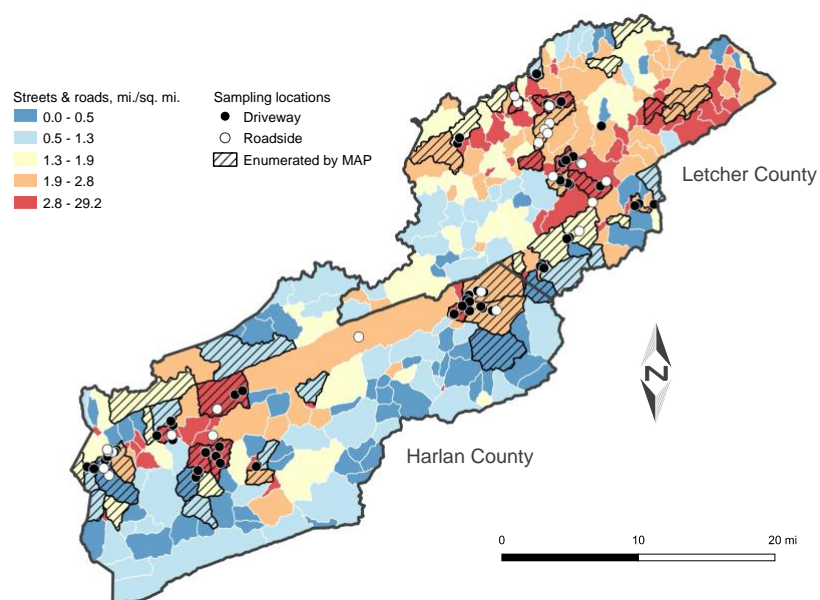 Streets & roads, mi./sq. mi.
0.0 - 0.5
0.5 - 1.3
1.3 - 1.9
1.9 - 2.8
2.8 - 29.2
Sampling locations
Driveway
Roadside
Enumerated by MAP
Letcher County
Harlan County
N
0 10 20 mi